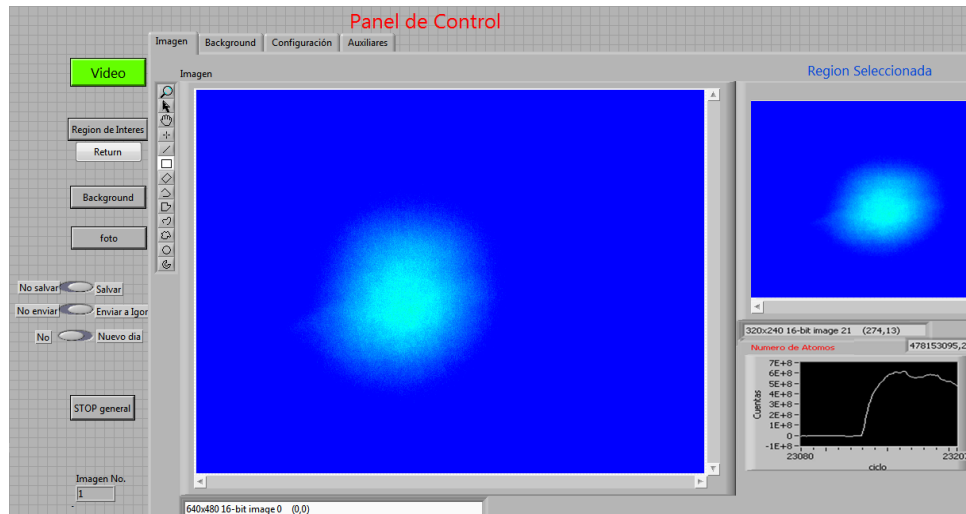 Panel de Control
Imagen Background Configuración Auxiliares
Video
Region de Interes
Return
Background
foto
No salvar Salvar
No enviar Enviar a Igor
No Nuevo dia
STOP general
Imagen No.
1
Imagen
640x480 16-bit image 0 (0,0)
Region Seleccionada
320x240 16-bit image 21 (274,13)
Numero de Atomos 478153095,2
7E+8
6E+8
5E+8
4E+8
3E+8
2E+8
1E+8
0
-1E+8
Cuentas
23080
ciclo